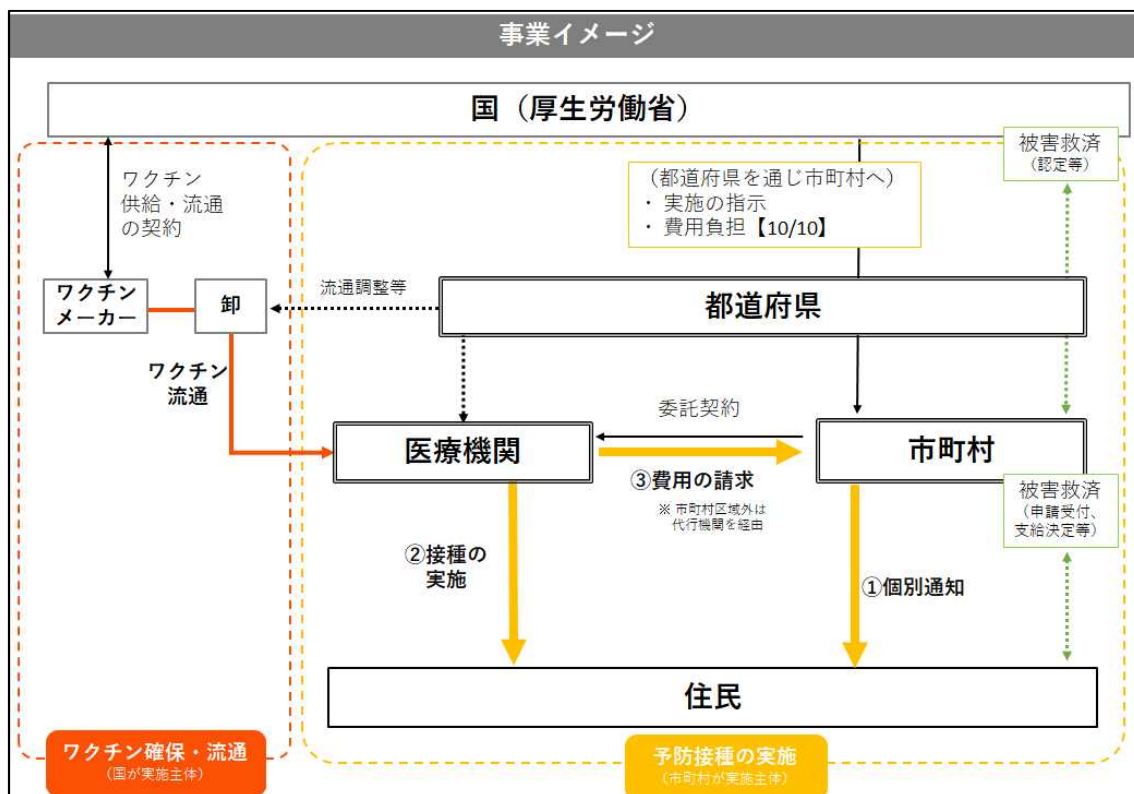 事業イメージ
国（厚生労働省）
ワクチン
供給・流通
の契約
（都道府県を通じ市町村へ）
・ 実施の指示
・ 費用負担【10/10】
被害救済
（認定等）
ワクチン
メーカー
卸
流通調整等
都道府県
ワクチン
流通
医療機関
委託契約
市町村
③費用の請求
※ 市町村区域外は
代行機関を経由
被害救済
（申請受付、
支給決定等）
②接種の
実施
①個別通知
住民
ワクチン確保・流通
（国が実施主体）
予防接種の実施
（市町村が実施主体）